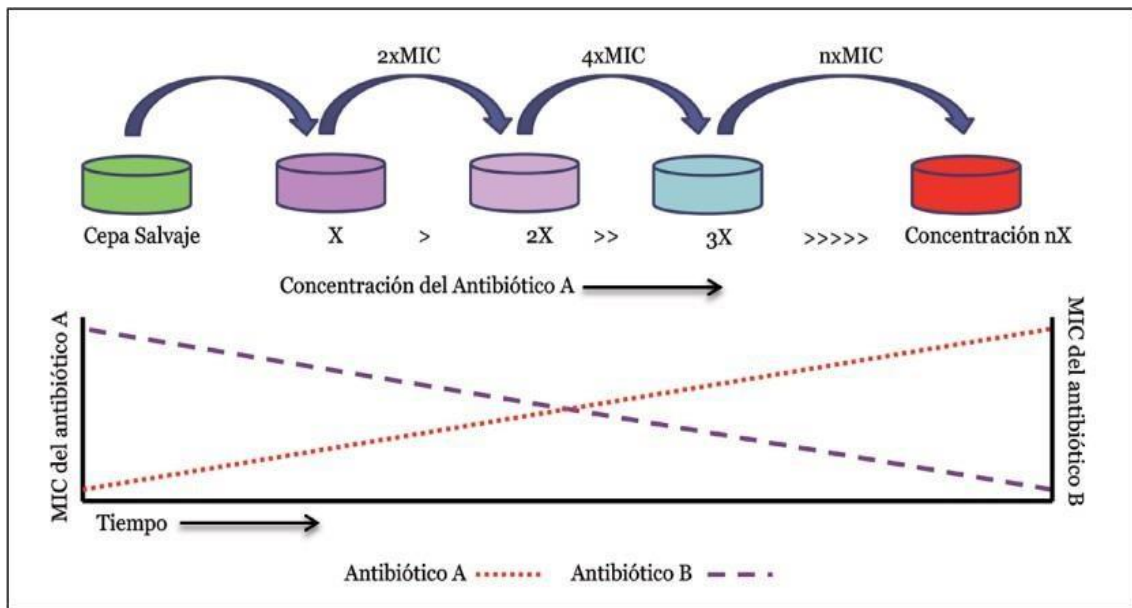 2xMIC 4xMIC nxMIC
Cepa Salvaje X > 2X >> 3X >>>>> Concentración nX
Concentración del Antibiótico A
MIC del antibiótico A
MIC del antibiótico B
Tiempo
Antibiótico A Antibiótico B